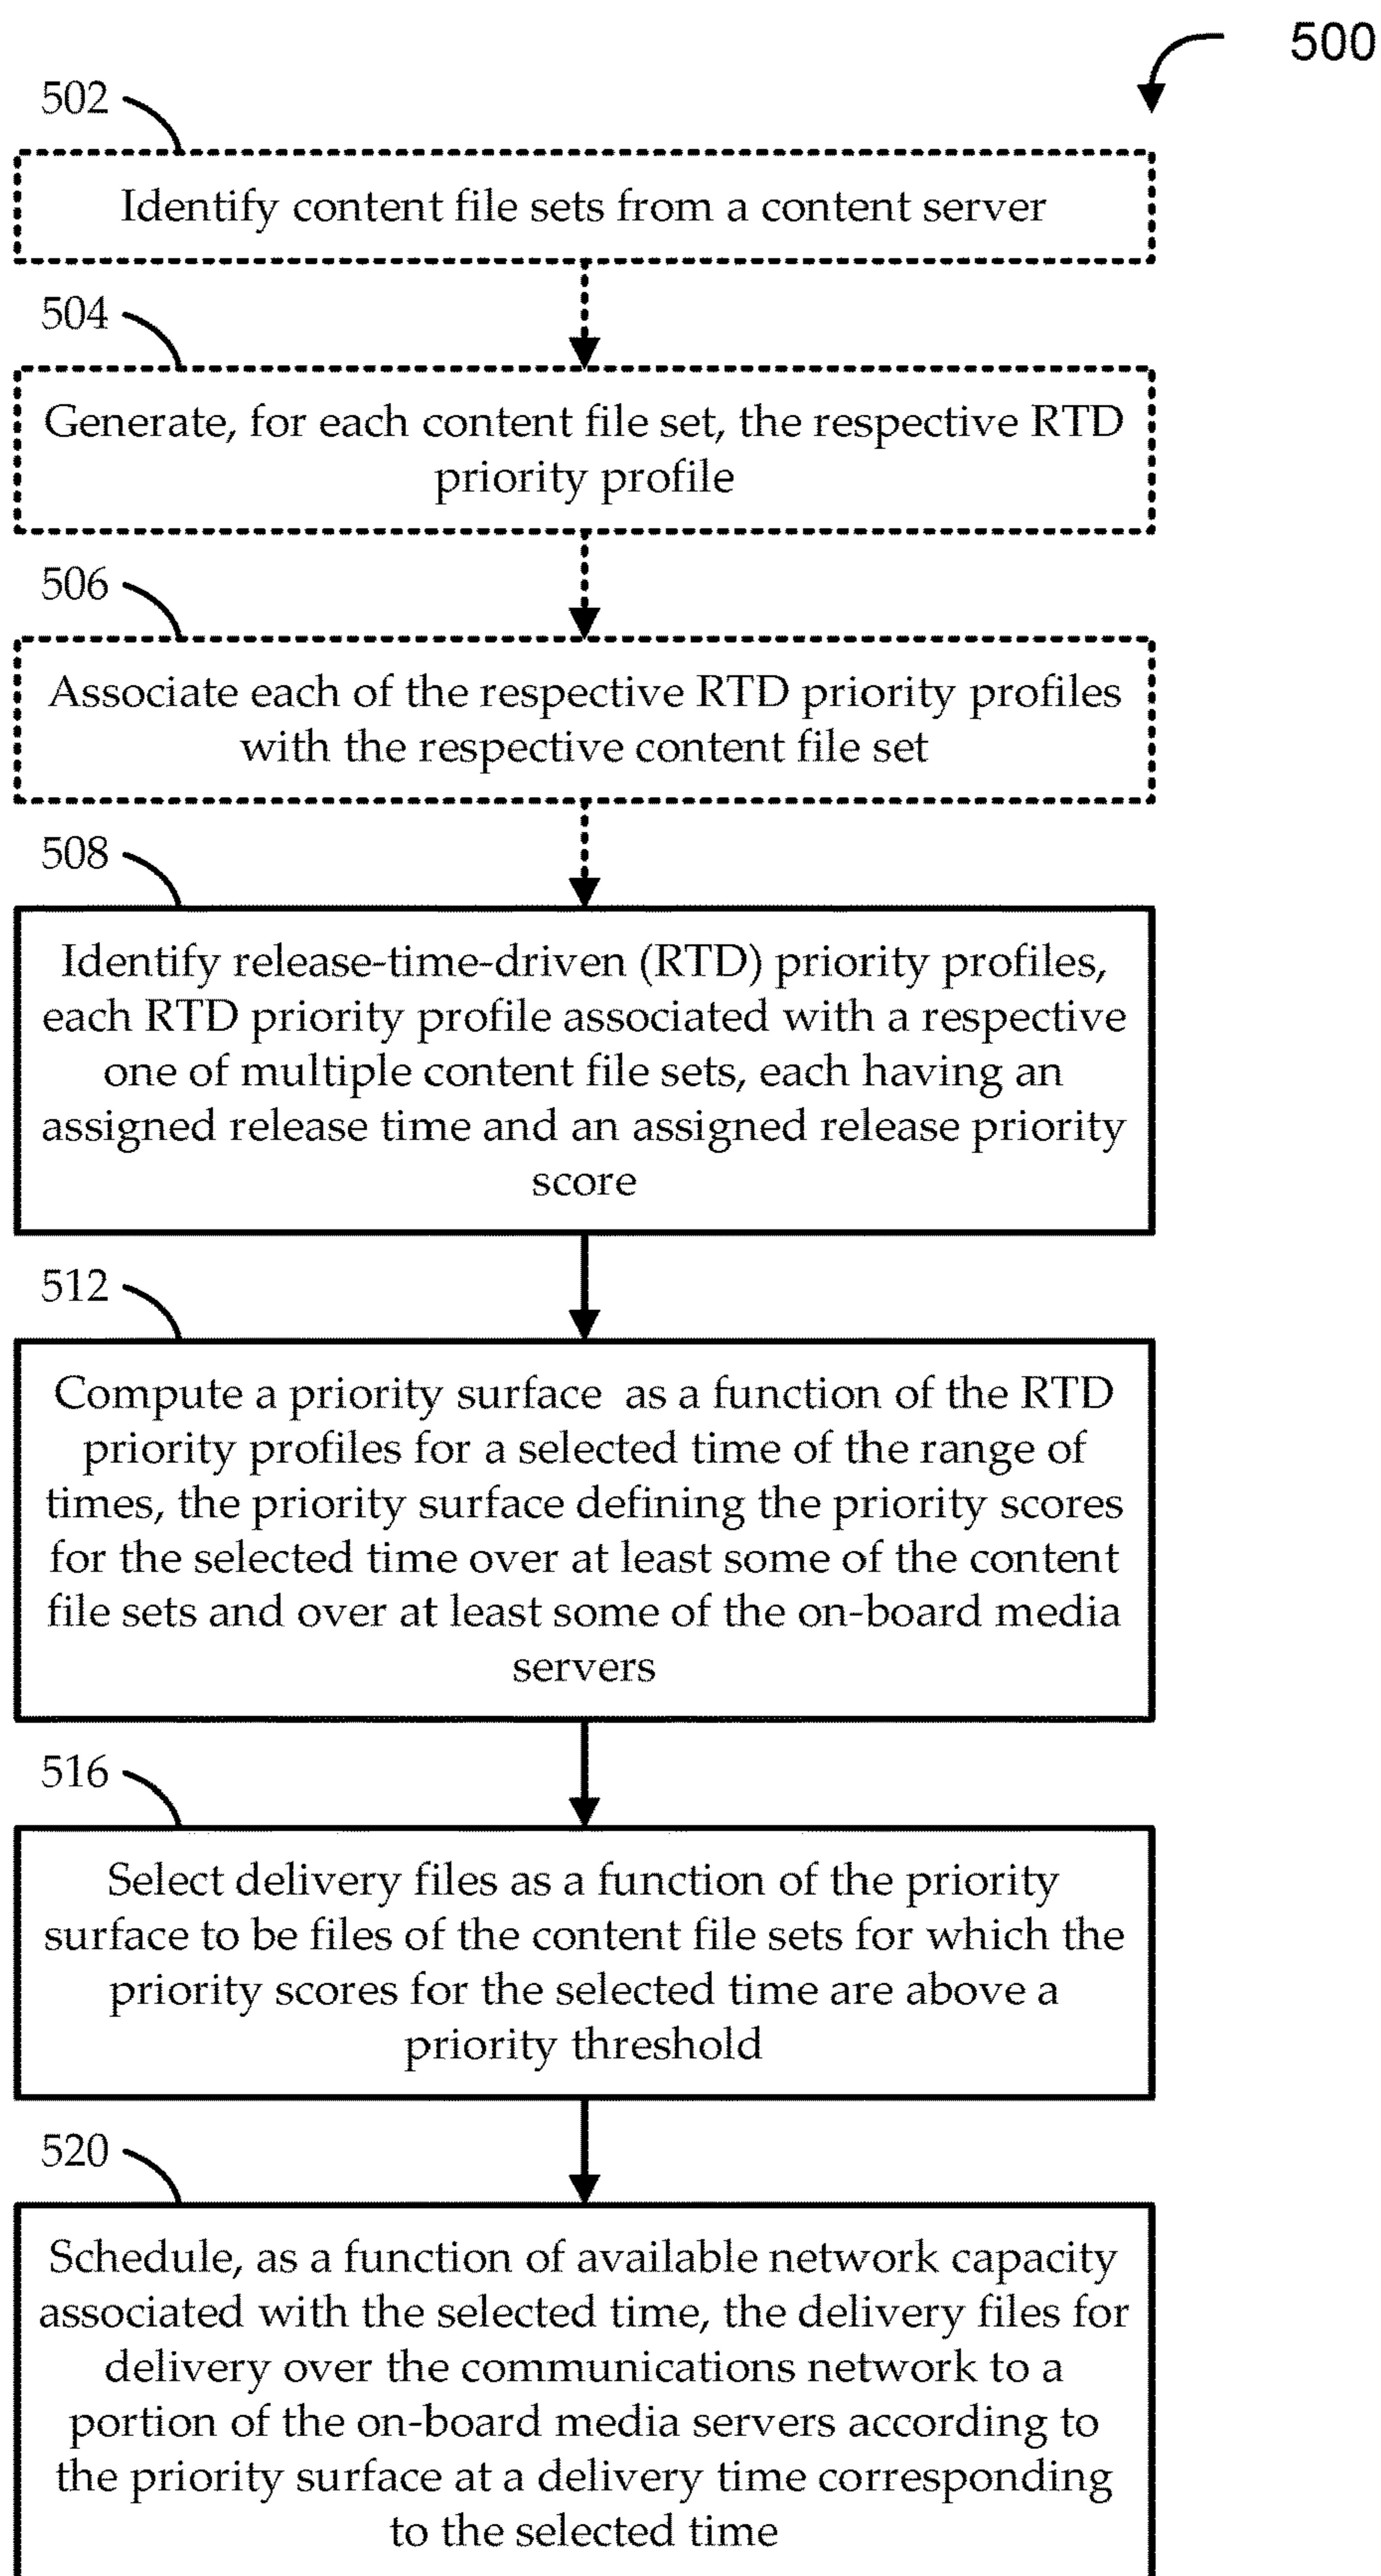 500
502
Identify content file sets from a content server
504
Generate, for each content file set, the respective RTD
priority profile
506
Associate each of the respective RTD priority profiles
with the respective content file set
508
Identify release-time-driven (RTD) priority profiles,
each RTD priority profile associated with a respective
one of multiple content file sets, each having an
assigned release time and an assigned release priority
score
512
Compute a priority surface as a function of the RTD
priority profiles for a selected time of the range of
times, the priority surface defining the priority scores
for the selected time over at least some of the content
file sets and over at least some of the on-board media
servers
516
Select delivery files as a function of the priority
surface to be files of the content file sets for which the
priority scores for the selected time are above a
priority threshold
520
Schedule, as a function of available network capacity
associated with the selected time, the delivery files for
delivery over the communications network to a
portion of the on-board media servers according to
the priority surface at a delivery time corresponding
to the selected time